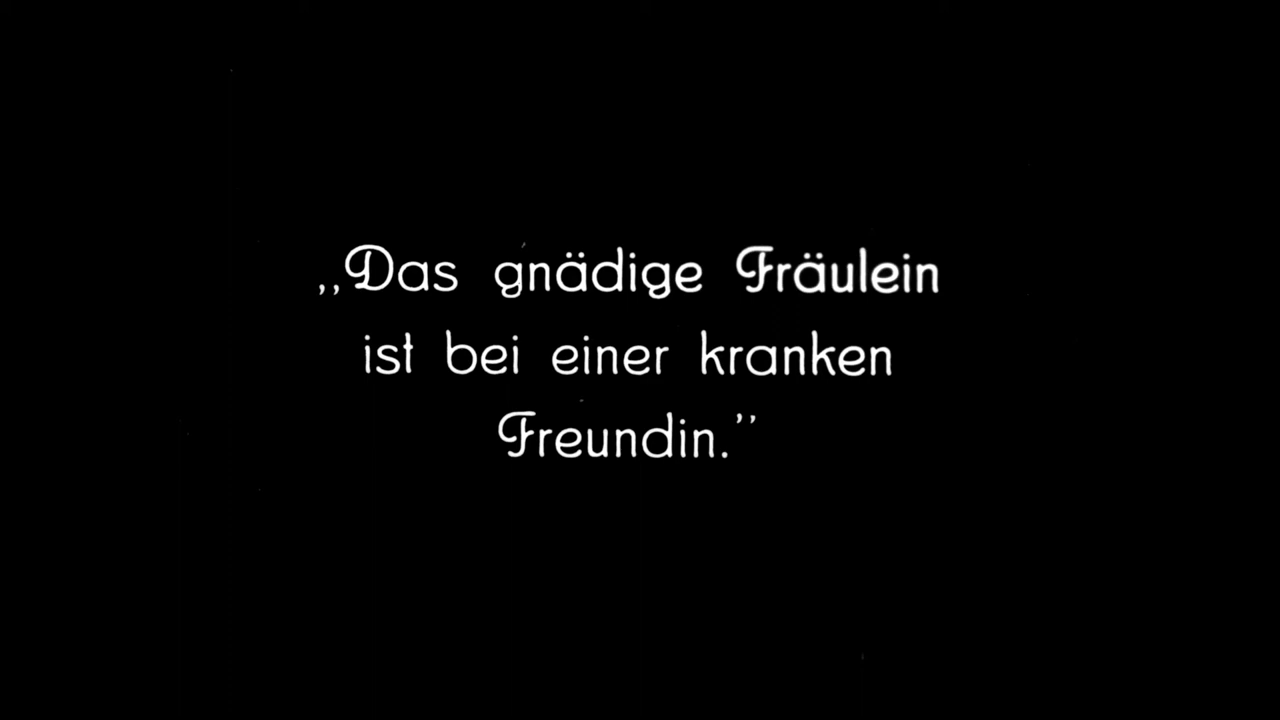 „Das gnädige Fräulein
ist bei einer kranken
Freundin.”